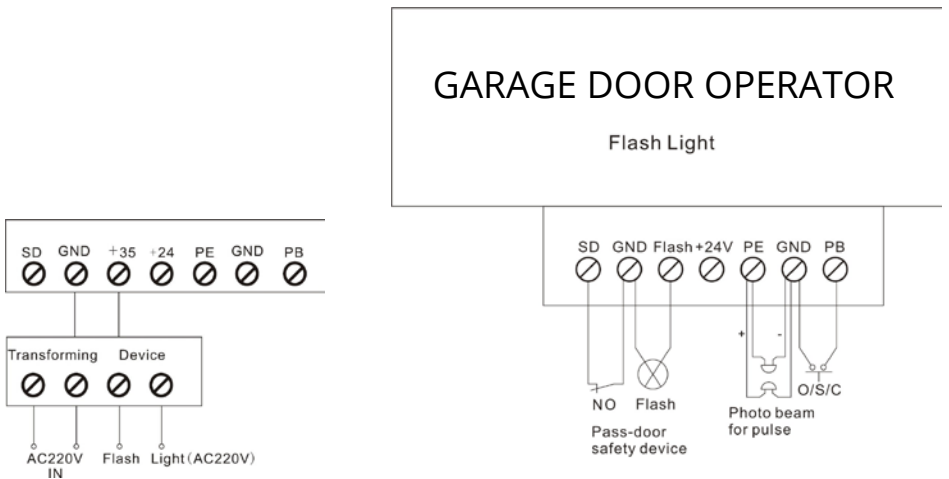 GARAGE DOOR OPERATOR
Flash Light
SD GND +35 +24 PE GND PB
Transforming Device
AC220V IN
Flash
Light(AC220V)
SD GND Flash +24V PE GND PB
+ -
NO
Flash
Pass-door
safety device
Photo beam
for pulse
O/S/C